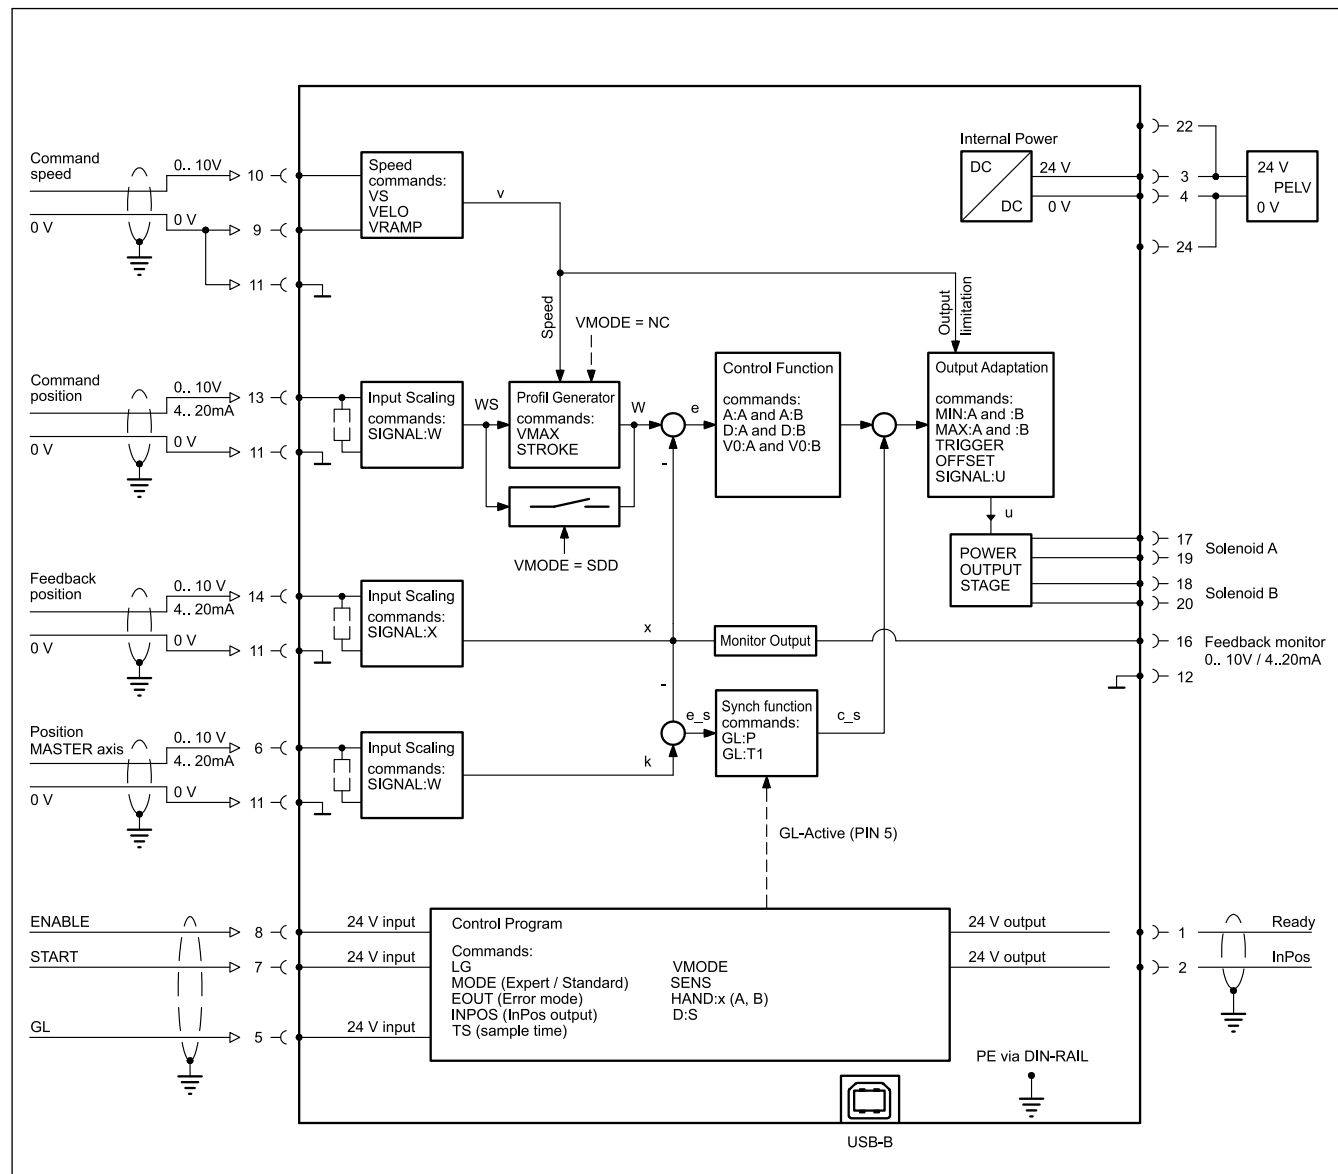 Command
speed
0.. 10V
10
0 V
0 V
9
11
Speed
commands:
VS
VELO
VRAMP
v
Internal Power
DC
DC
24 V
0 V
22
3
4
24
24 V
PELV
0 V
Speed
Output
limitation
VMODE = NC
Command
position
0.. 10V
13
4.. 20mA
0 V
0 V
11
Input Scaling
commands:
SIGNAL:W
WS
Profil Generator
commands:
VMAX
STROKE
W
-
e
Control Function
commands:
A:A and A:B
D:A and D:B
V0:A and V0:B
Output Adaptation
commands:
MIN:A and :B
MAX:A and :B
TRIGGER
OFFSET
SIGNAL:U
u
VMODE = SDD
POWER
OUTPUT
STAGE
17
19
Solenoid A
18
20
Solenoid B
Feedback
position
0.. 10 V
14
4.. 20mA
0 V
0 V
11
Input Scaling
commands:
SIGNAL:X
x
Monitor Output
16
Feedback monitor
0.. 10V / 4..20mA
12
-
Position
MASTER axis
0.. 10 V
6
4.. 20mA
0 V
0 V
11
Input Scaling
commands:
SIGNAL:W
k
e_s
Synch function
commands:
GL:P
GL:T1
c_s
GL-Active (PIN 5)
ENABLE
8
24 V input
START
7
24 V input
GL
5
24 V input
Control Program
Commands:
LG VMODE
MODE (Expert / Standard) SENS
EOUT (Error mode) HAND:x (A, B)
INPOS (InPos output) D:S
TS (sample time)
24 V output
1
Ready
24 V output
2
InPos
PE via DIN-RAIL
USB-B